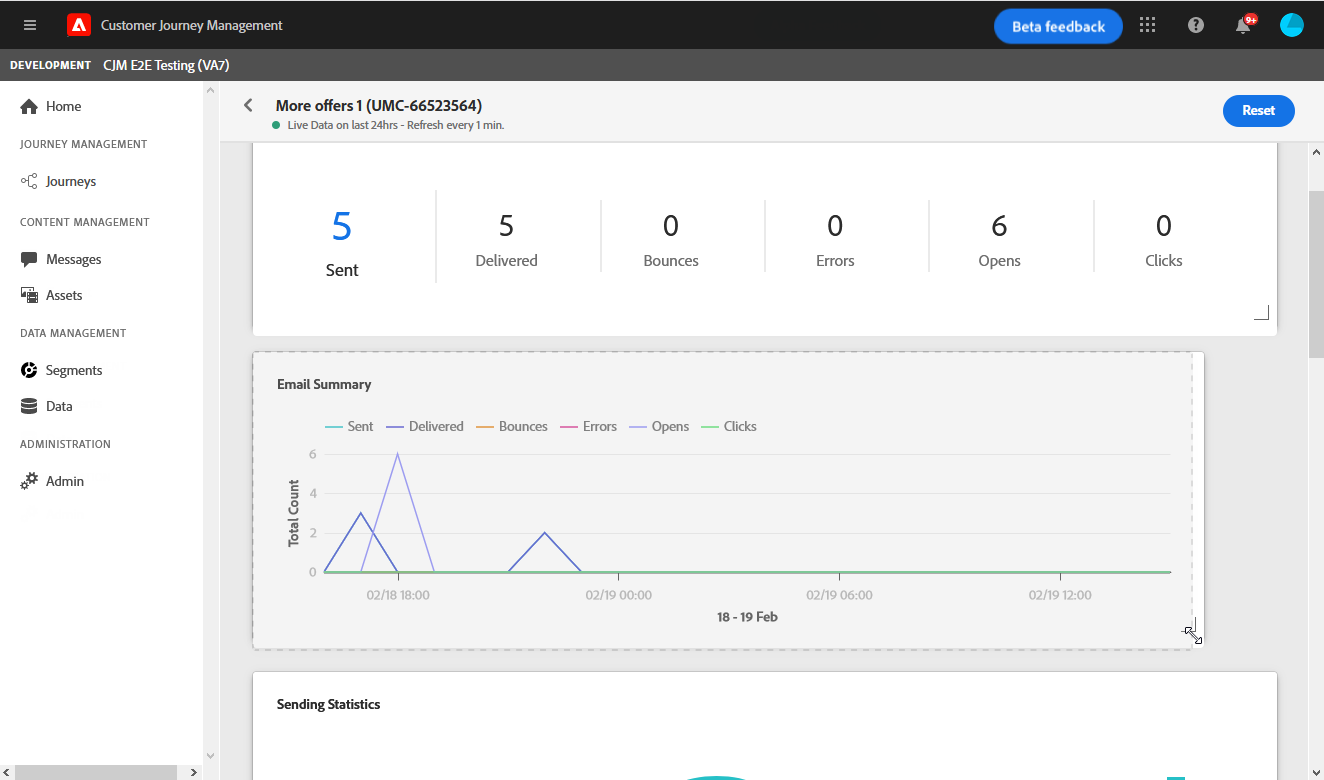 Customer Journey Management
Beta feedback
9+
DEVELOPMENT CJM E2E Testing (VA7)
Home
JOURNEY MANAGEMENT
Journeys
CONTENT MANAGEMENT
Messages
Assets
DATA MANAGEMENT
Segments
Data
ADMINISTRATION
Admin
More offers 1 (UMC-66523564)
Live Data on last 24hrs - Refresh every 1 min.
Reset
5 5 0 0 6 0
Sent Delivered Bounces Errors Opens Clicks
Email Summary
Sent Delivered Bounces Errors Opens Clicks
Total Count
6
4
2
0
02/18 18:00 02/19 00:00 02/19 06:00 02/19 12:00
18 - 19 Feb
Sending Statistics